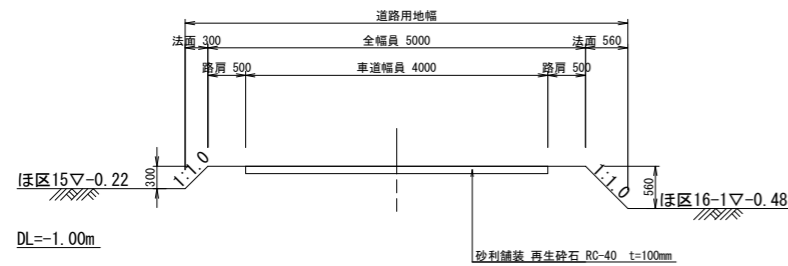 道路用地幅
法面 300
全幅員 5000
法面 560
路肩 500
車道幅員 4000
路肩 500
1:1.0
1:1.0
300
560
ほ区15▽-0.22
ほ区16-1▽-0.48
DL=-1.00m
砂利舗装 再生砕石 RC-40 t=100mm